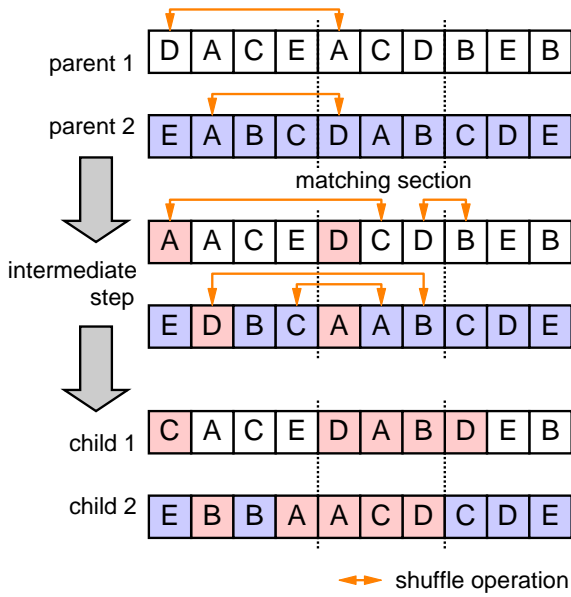 parent 1 D A C E A C D B E B
parent 2 E A B C D A B C D E
matching section
A A C E D C D B E B
intermediate
step
E D B C A A B C D E
child 1 C A C E D A B D E B
child 2 E B B A A C D C D E
shuffle operation